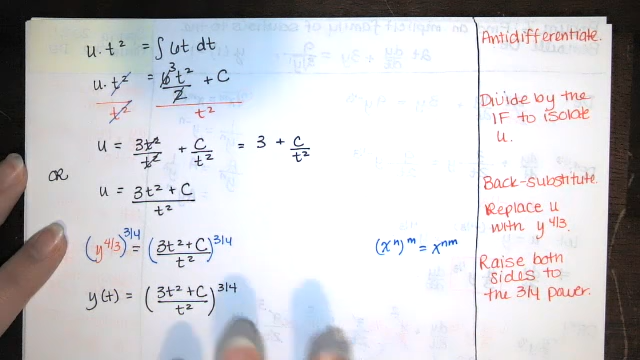 u · t² = ∫ 6t dt
Antidifferentiate.
u · t² / t² = (6³t²/2 + C) / t²
Divide by the
IF to isolate
u.
u = 3t²/t² + C/t² = 3 + C/t²
OR
u = (3t² + C)/t²
Back-substitute.
Replace u
with y^4/3.
(y^4/3)^3/4 = ((3t² + C)/t²)^3/4
(xⁿ)ᵐ = xⁿᵐ
Raise both
sides to
the 3/4 power.
y(t) = ((3t² + C)/t²)^3/4